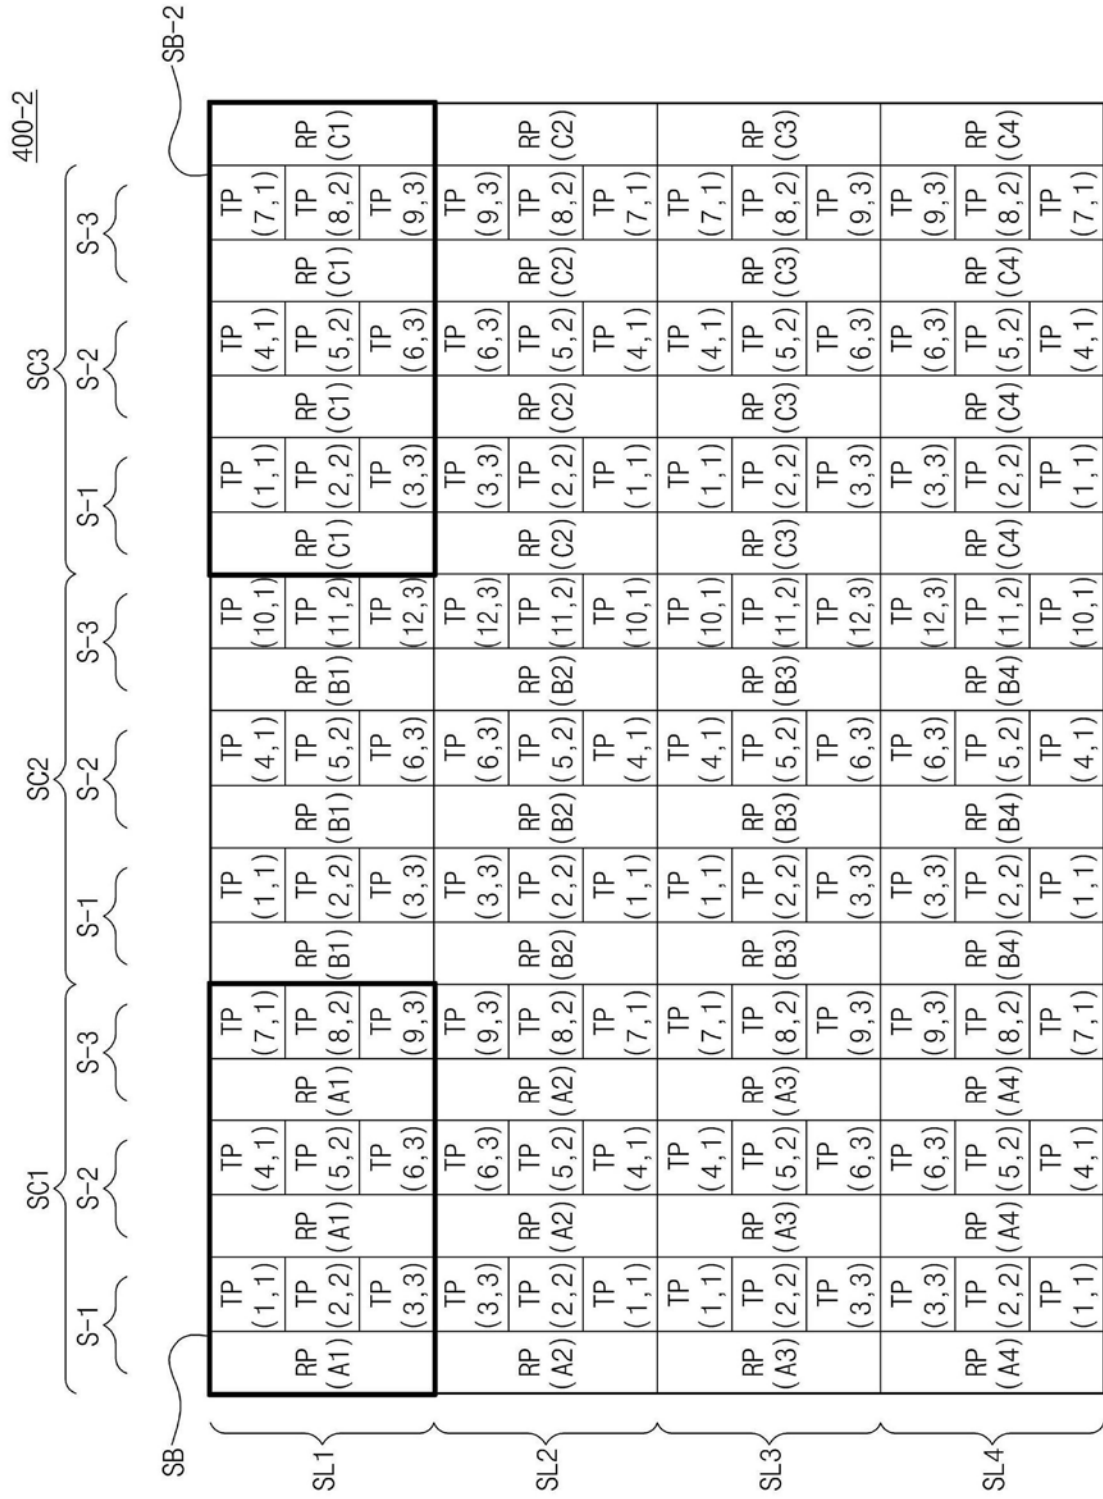 400-2
SC1 SC2 SC3
S-1 S-2 S-3 S-1 S-2 S-3 S-1 S-2 S-3
SB SB-2
TP TP TP TP TP TP TP TP TP
(1,1) (4,1) (7,1) (1,1) (4,1) (10,1) (1,1) (4,1) (7,1)
SL1 RP TP RP TP RP TP RP TP RP TP RP TP RP TP RP TP RP TP RP
(A1) (2,2) (A1) (5,2) (A1) (8,2) (B1) (2,2) (B1) (5,2) (B1) (11,2) (C1) (2,2) (C1) (5,2) (C1) (8,2) (C1)
TP TP TP TP TP TP TP TP TP
(3,3) (6,3) (9,3) (3,3) (6,3) (12,3) (3,3) (6,3) (9,3)
TP TP TP TP TP TP TP TP TP
(3,3) (6,3) (9,3) (3,3) (6,3) (12,3) (3,3) (6,3) (9,3)
SL2 RP TP RP TP RP TP RP TP RP TP RP TP RP TP RP TP RP TP RP
(A2) (2,2) (A2) (5,2) (A2) (8,2) (B2) (2,2) (B2) (5,2) (B2) (11,2) (C2) (2,2) (C2) (5,2) (C2) (8,2) (C2)
TP TP TP TP TP TP TP TP TP
(1,1) (4,1) (7,1) (1,1) (4,1) (10,1) (1,1) (4,1) (7,1)
TP TP TP TP TP TP TP TP TP
(1,1) (4,1) (7,1) (1,1) (4,1) (10,1) (1,1) (4,1) (7,1)
SL3 RP TP RP TP RP TP RP TP RP TP RP TP RP TP RP TP RP TP RP
(A3) (2,2) (A3) (5,2) (A3) (8,2) (B3) (2,2) (B3) (5,2) (B3) (11,2) (C3) (2,2) (C3) (5,2) (C3) (8,2) (C3)
TP TP TP TP TP TP TP TP TP
(3,3) (6,3) (9,3) (3,3) (6,3) (12,3) (3,3) (6,3) (9,3)
TP TP TP TP TP TP TP TP TP
(3,3) (6,3) (9,3) (3,3) (6,3) (12,3) (3,3) (6,3) (9,3)
SL4 RP TP RP TP RP TP RP TP RP TP RP TP RP TP RP TP RP TP RP
(A4) (2,2) (A4) (5,2) (A4) (8,2) (B4) (2,2) (B4) (5,2) (B4) (11,2) (C4) (2,2) (C4) (5,2) (C4) (8,2) (C4)
TP TP TP TP TP TP TP TP TP
(1,1) (4,1) (7,1) (1,1) (4,1) (10,1) (1,1) (4,1) (7,1)